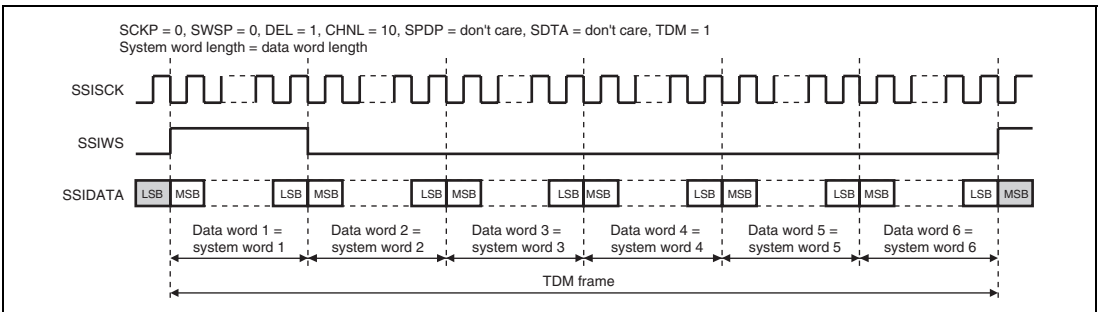 SCKP = 0, SWSP = 0, DEL = 1, CHNL = 10, SPDP = don't care, SDTA = don't care, TDM = 1
System word length = data word length
SSISCK
SSIWS
SSIDATA
LSB MSB LSB MSB LSB MSB LSB MSB LSB MSB LSB MSB LSB MSB
Data word 1 = Data word 2 = Data word 3 = Data word 4 = Data word 5 = Data word 6 =
system word 1 system word 2 system word 3 system word 4 system word 5 system word 6
TDM frame